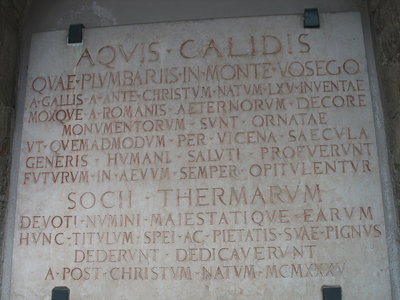 AQVIS · CALIDIS
QVAE · PLVMBARIIS · IN · MONTE · VOSEGO
A · GALLIS · A · ANTE · CHRISTVM · NATVM · LXV · INVENTAE
MOXQVE · A · ROMANIS · AETERNORVM · DECORE
MONVMENTORVM · SVNT · ORNATAE
VT · QVEMADMODVM · PER · VICENA · SAECVLA
GENERIS · HVMANI · SALVTI · PROFVERVNT
FVTVRVM · IN · AEVVM · SEMPER · OPITVLENTVR
SOCII · THERMARVM
DEVOTI · NVMINI · MAIESTATIQVE · EARVM
HVNC · TITVLVM · SPEI · AC · PIETATIS · SVAE · PIGNVS
DEDERVNT · DEDICAVERVNT
A · POST · CHRISTVM · NATVM · MCMXXXV